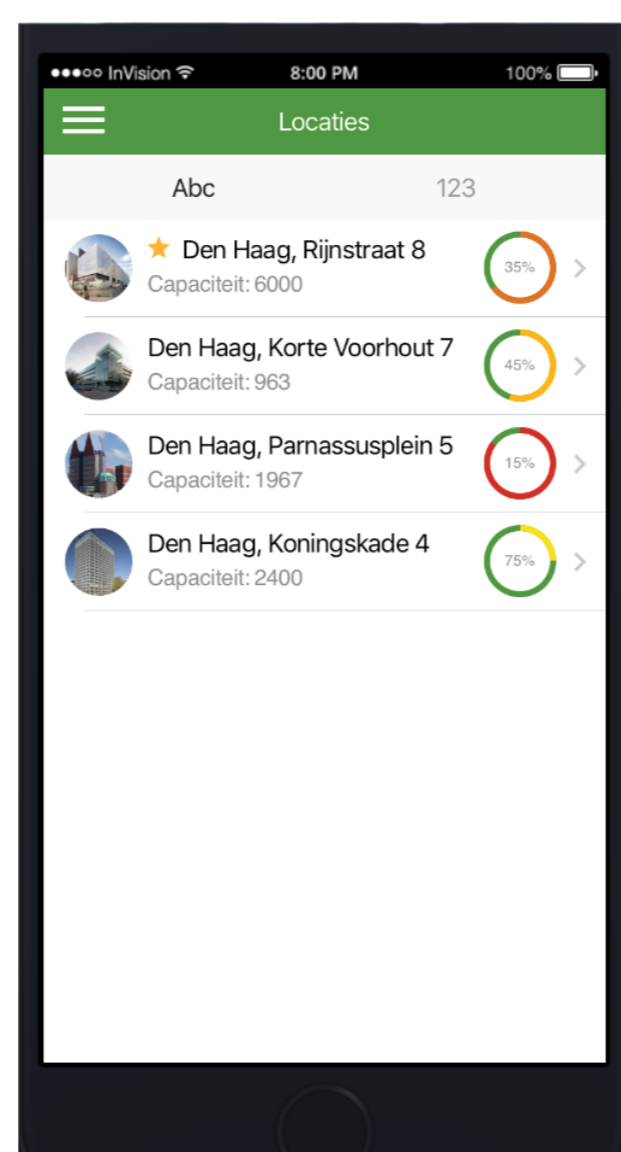 ●●●○○ InVision 8:00 PM 100%
Locaties
Abc 123
★ Den Haag, Rijnstraat 8
Capaciteit: 6000
35%
Den Haag, Korte Voorhout 7
Capaciteit: 963
45%
Den Haag, Parnassusplein 5
Capaciteit: 1967
15%
Den Haag, Koningskade 4
Capaciteit: 2400
75%